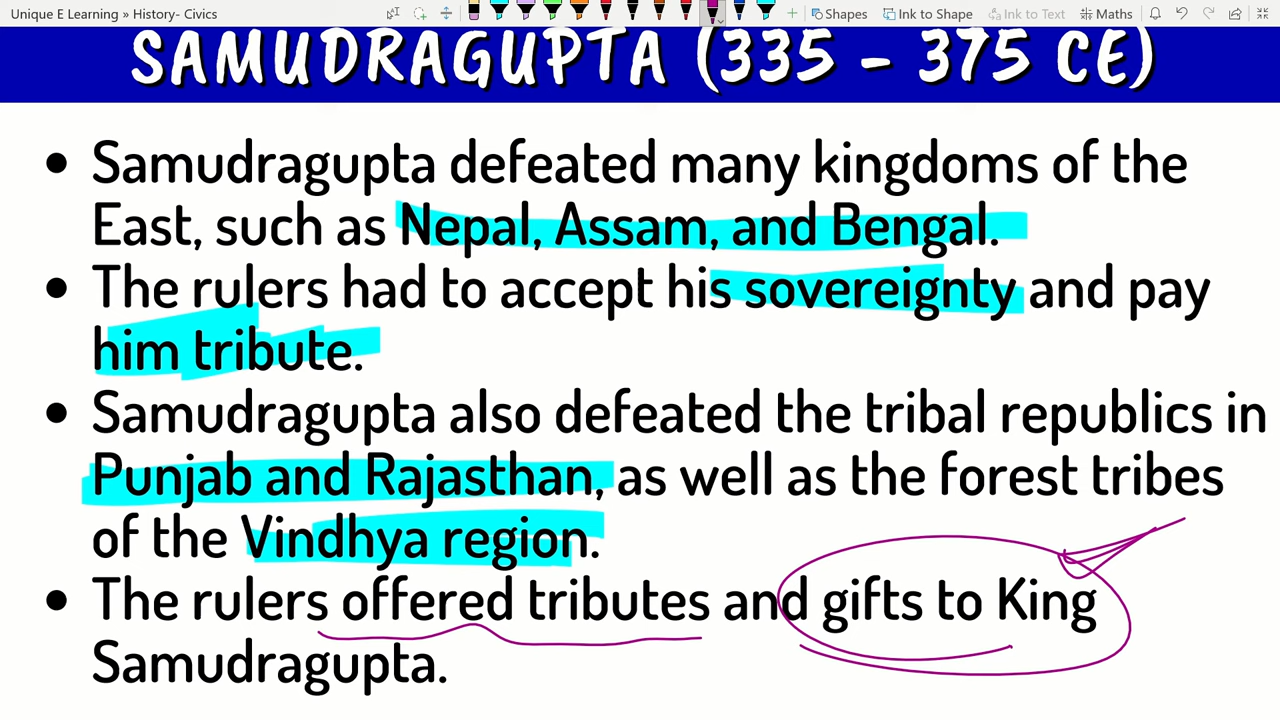 Unique E Learning » History- Civics
Shapes Ink to Shape Ink to Text Maths
SAMUDRAGUPTA (335 - 375 CE)
• Samudragupta defeated many kingdoms of the
East, such as Nepal, Assam, and Bengal.
• The rulers had to accept his sovereignty and pay
him tribute.
• Samudragupta also defeated the tribal republics in
Punjab and Rajasthan, as well as the forest tribes
of the Vindhya region.
• The rulers offered tributes and gifts to King
Samudragupta.